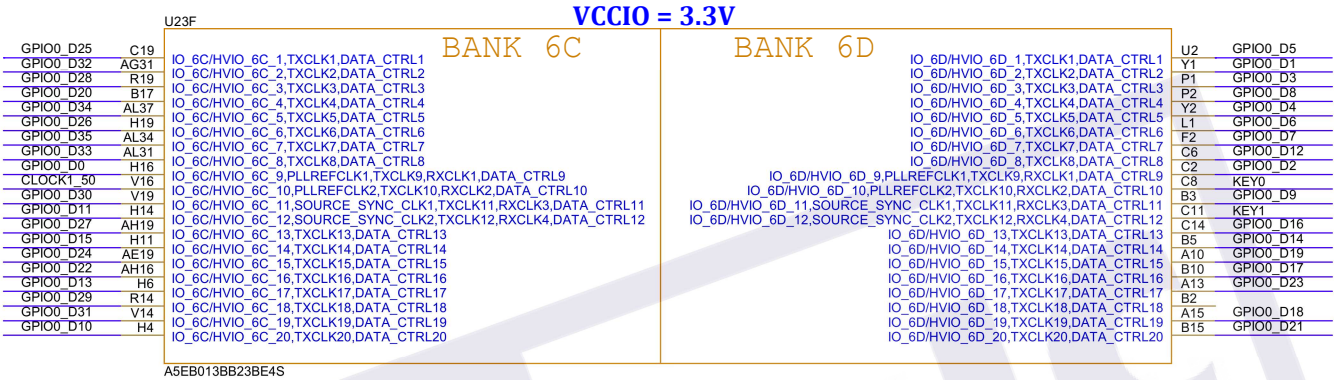 VCCIO = 3.3V
U23F
BANK 6C BANK 6D
GPIO0_D25 C19 IO_6C/HVIO_6C_1,TXCLK1,DATA_CTRL1 IO_6D/HVIO_6D_1,TXCLK1,DATA_CTRL1 U2 GPIO0_D5
GPIO0_D32 AG31 IO_6C/HVIO_6C_2,TXCLK2,DATA_CTRL2 IO_6D/HVIO_6D_2,TXCLK2,DATA_CTRL2 Y1 GPIO0_D1
GPIO0_D28 R19 IO_6C/HVIO_6C_3,TXCLK3,DATA_CTRL3 IO_6D/HVIO_6D_3,TXCLK3,DATA_CTRL3 P1 GPIO0_D3
GPIO0_D20 B17 IO_6C/HVIO_6C_4,TXCLK4,DATA_CTRL4 IO_6D/HVIO_6D_4,TXCLK4,DATA_CTRL4 P2 GPIO0_D8
GPIO0_D34 AL37 IO_6C/HVIO_6C_5,TXCLK5,DATA_CTRL5 IO_6D/HVIO_6D_5,TXCLK5,DATA_CTRL5 Y2 GPIO0_D4
GPIO0_D26 H19 IO_6C/HVIO_6C_6,TXCLK6,DATA_CTRL6 IO_6D/HVIO_6D_6,TXCLK6,DATA_CTRL6 L1 GPIO0_D6
GPIO0_D35 AL34 IO_6C/HVIO_6C_7,TXCLK7,DATA_CTRL7 IO_6D/HVIO_6D_7,TXCLK7,DATA_CTRL7 F2 GPIO0_D7
GPIO0_D33 AL31 IO_6C/HVIO_6C_8,TXCLK8,DATA_CTRL8 IO_6D/HVIO_6D_8,TXCLK8,DATA_CTRL8 C6 GPIO0_D12
GPIO0_D0 H16 IO_6C/HVIO_6C_9,PLLREFCLK1,TXCLK9,RXCLK1,DATA_CTRL9 IO_6D/HVIO_6D_9,PLLREFCLK1,TXCLK9,RXCLK1,DATA_CTRL9 C2 GPIO0_D2
CLOCK1_50 V16 IO_6C/HVIO_6C_10,PLLREFCLK2,TXCLK10,RXCLK2,DATA_CTRL10 IO_6D/HVIO_6D_10,PLLREFCLK2,TXCLK10,RXCLK2,DATA_CTRL10 C8 KEY0
GPIO0_D30 V19 IO_6C/HVIO_6C_11,SOURCE_SYNC_CLK1,TXCLK11,RXCLK3,DATA_CTRL11 IO_6D/HVIO_6D_11,SOURCE_SYNC_CLK1,TXCLK11,RXCLK3,DATA_CTRL11 B3 GPIO0_D9
GPIO0_D11 H14 IO_6C/HVIO_6C_12,SOURCE_SYNC_CLK2,TXCLK12,RXCLK4,DATA_CTRL12 IO_6D/HVIO_6D_12,SOURCE_SYNC_CLK2,TXCLK12,RXCLK4,DATA_CTRL12 C11 KEY1
GPIO0_D27 AH19 IO_6C/HVIO_6C_13,TXCLK13,DATA_CTRL13 IO_6D/HVIO_6D_13,TXCLK13,DATA_CTRL13 C14 GPIO0_D16
GPIO0_D15 H11 IO_6C/HVIO_6C_14,TXCLK14,DATA_CTRL14 IO_6D/HVIO_6D_14,TXCLK14,DATA_CTRL14 B5 GPIO0_D14
GPIO0_D24 AE19 IO_6C/HVIO_6C_15,TXCLK15,DATA_CTRL15 IO_6D/HVIO_6D_15,TXCLK15,DATA_CTRL15 A10 GPIO0_D19
GPIO0_D22 AH16 IO_6C/HVIO_6C_16,TXCLK16,DATA_CTRL16 IO_6D/HVIO_6D_16,TXCLK16,DATA_CTRL16 B10 GPIO0_D17
GPIO0_D13 H6 IO_6C/HVIO_6C_17,TXCLK17,DATA_CTRL17 IO_6D/HVIO_6D_17,TXCLK17,DATA_CTRL17 A13 GPIO0_D23
GPIO0_D29 R14 IO_6C/HVIO_6C_18,TXCLK18,DATA_CTRL18 IO_6D/HVIO_6D_18,TXCLK18,DATA_CTRL18 B2
GPIO0_D31 V14 IO_6C/HVIO_6C_19,TXCLK19,DATA_CTRL19 IO_6D/HVIO_6D_19,TXCLK19,DATA_CTRL19 A15 GPIO0_D18
GPIO0_D10 H4 IO_6C/HVIO_6C_20,TXCLK20,DATA_CTRL20 IO_6D/HVIO_6D_20,TXCLK20,DATA_CTRL20 B15 GPIO0_D21
A5EB013BB23BE4S